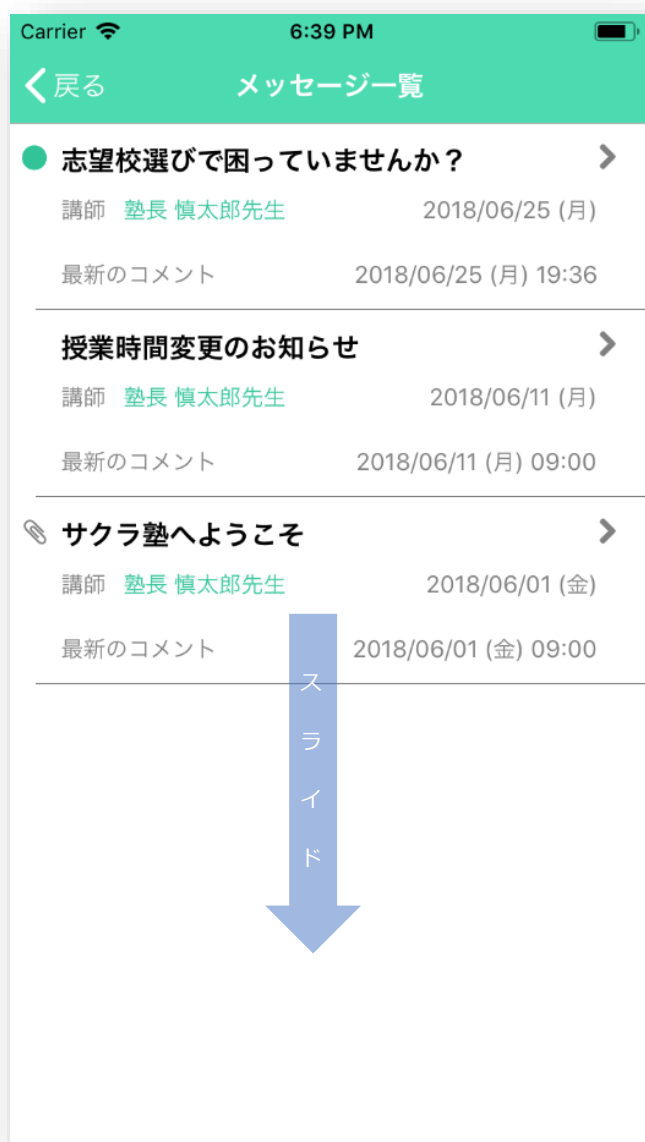 Carrier 6:39 PM
戻る メッセージ一覧
志望校選びで困っていませんか？
講師 塾長 慎太郎先生 2018/06/25 (月)
最新のコメント 2018/06/25 (月) 19:36
授業時間変更のお知らせ
講師 塾長 慎太郎先生 2018/06/11 (月)
最新のコメント 2018/06/11 (月) 09:00
サクラ塾へようこそ
講師 塾長 慎太郎先生 2018/06/01 (金)
最新のコメント 2018/06/01 (金) 09:00
スライド